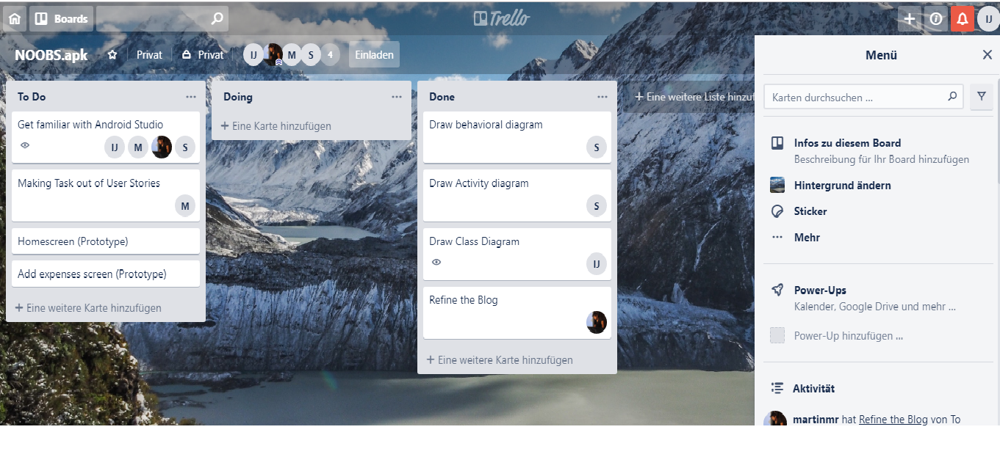 Boards
Trello
IJ
NOOBS.apk
Privat
Privat
IJ
M
S
4
Einladen
To Do
Get familiar with Android Studio
IJ
M
S
Making Task out of User Stories
M
Homescreen (Prototype)
Add expenses screen (Prototype)
+ Eine weitere Karte hinzufügen
Doing
+ Eine Karte hinzufügen
Done
Draw behavioral diagram
S
Draw Activity diagram
S
Draw Class Diagram
IJ
Refine the Blog
+ Eine weitere Karte hinzufügen
+ Eine weitere Liste hinzuf
Menü
Karten durchsuchen ...
Infos zu diesem Board
Beschreibung für Ihr Board hinzufügen
Hintergrund ändern
Sticker
Mehr
Power-Ups
Kalender, Google Drive und mehr ...
Power-Up hinzufügen ...
Aktivität
martinmr hat Refine the Blog von To